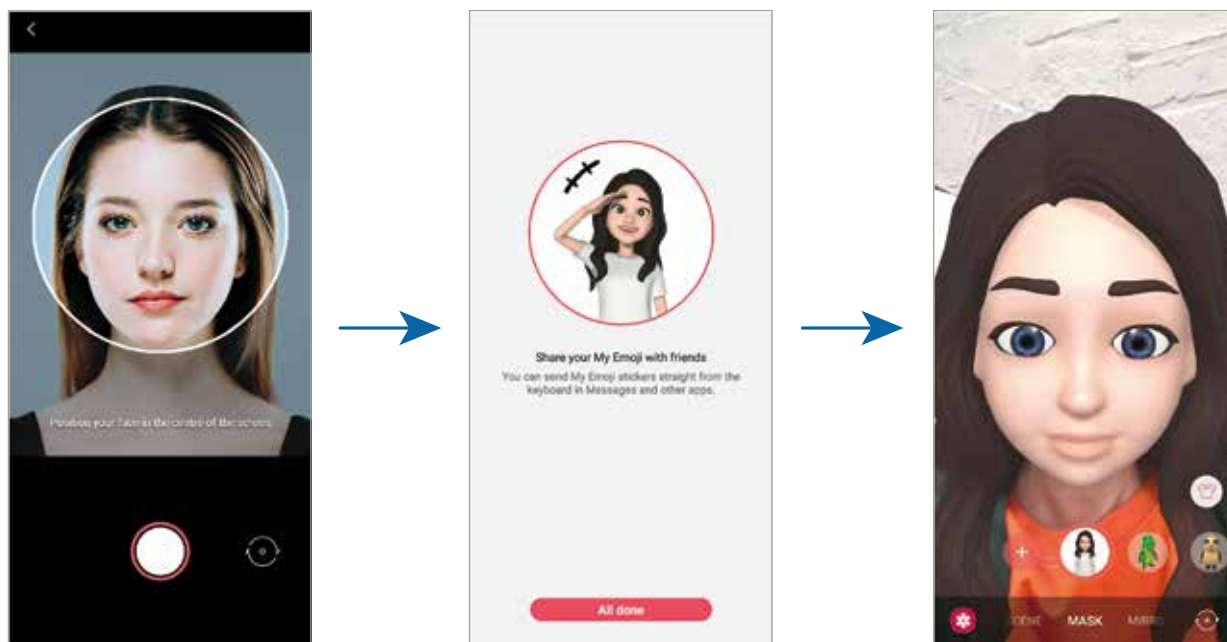 Position your face in the centre of the screen.
Share your My Emoji with friends
You can send My Emoji stickers straight from the
keyboard in Messages and other apps.
All done
SCENE
MASK